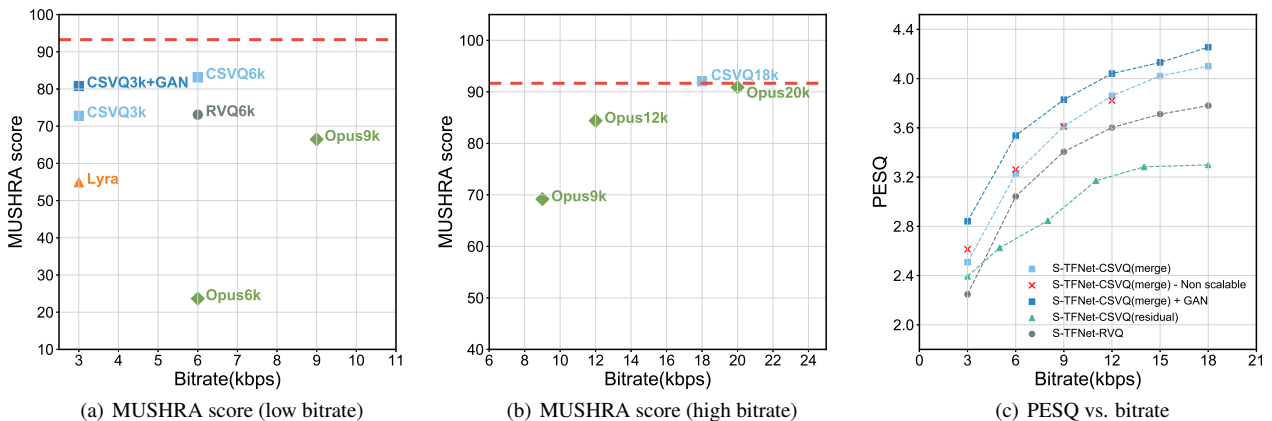 100
90
80
70
60
50
40
30
20
10
MUSHRA score
CSVQ3k+GAN
CSVQ6k
CSVQ3k
RVQ6k
Opus9k
Lyra
Opus6k
3 4 5 6 7 8 9 10 11
Bitrate(kbps)
(a) MUSHRA score (low bitrate)
105
100
90
80
70
60
50
40
MUSHRA score
CSVQ18k
Opus20k
Opus12k
Opus9k
6 8 10 12 14 16 18 20 22 24
Bitrate(kbps)
(b) MUSHRA score (high bitrate)
4.4
4.0
3.6
3.2
2.8
2.4
2.0
PESQ
S-TFNet-CSVQ(merge)
S-TFNet-CSVQ(merge) - Non scalable
S-TFNet-CSVQ(merge) + GAN
S-TFNet-CSVQ(residual)
S-TFNet-RVQ
0 3 6 9 12 15 18 21
Bitrate(kbps)
(c) PESQ vs. bitrate